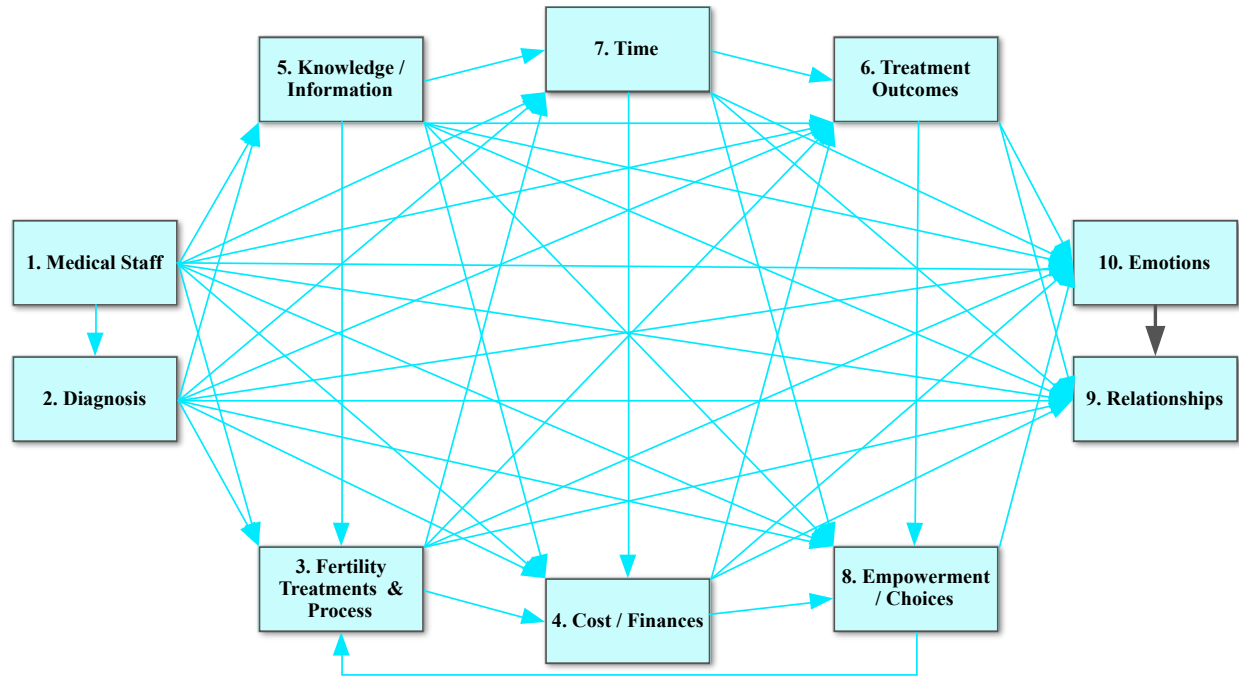 7. Time
5. Knowledge /
Information
6. Treatment
Outcomes
1. Medical Staff
10. Emotions
2. Diagnosis
9. Relationships
3. Fertility
Treatments &
Process
4. Cost / Finances
8. Empowerment
/ Choices